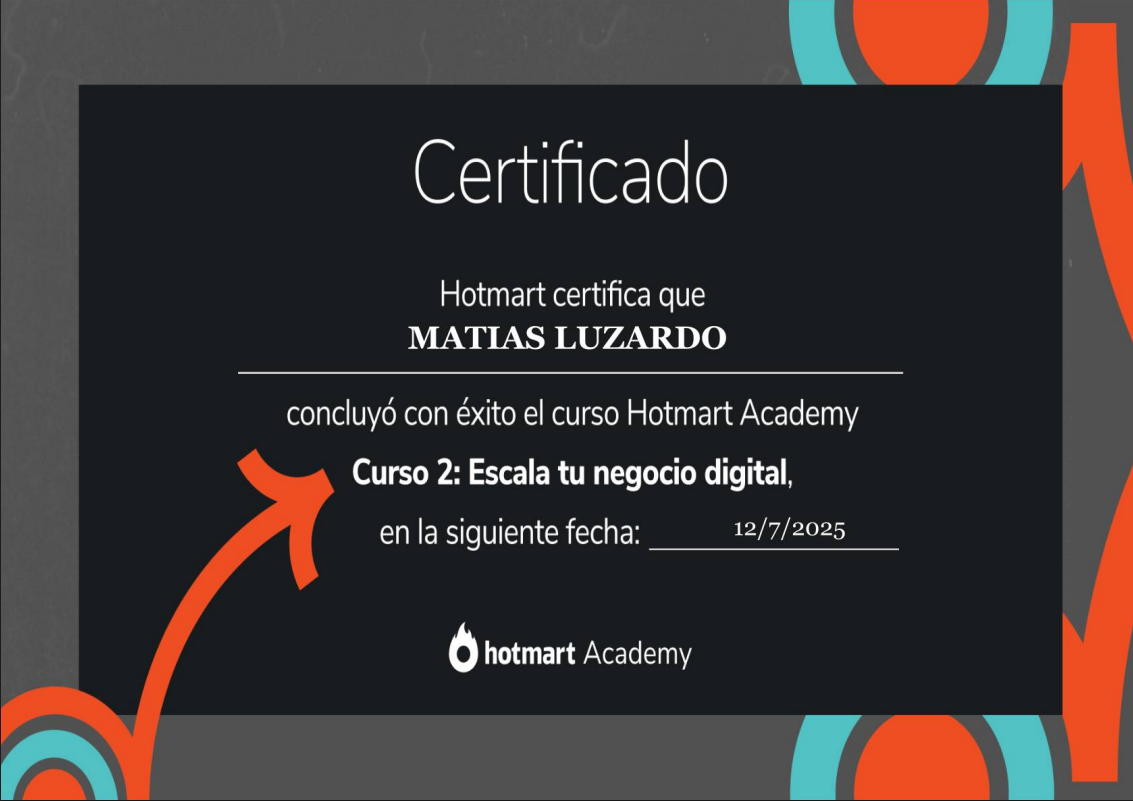 Certificado
Hotmart certifica que
MATIAS LUZARDO
concluyó con éxito el curso Hotmart Academy
Curso 2: Escala tu negocio digital,
en la siguiente fecha: 12/7/2025
hotmart Academy